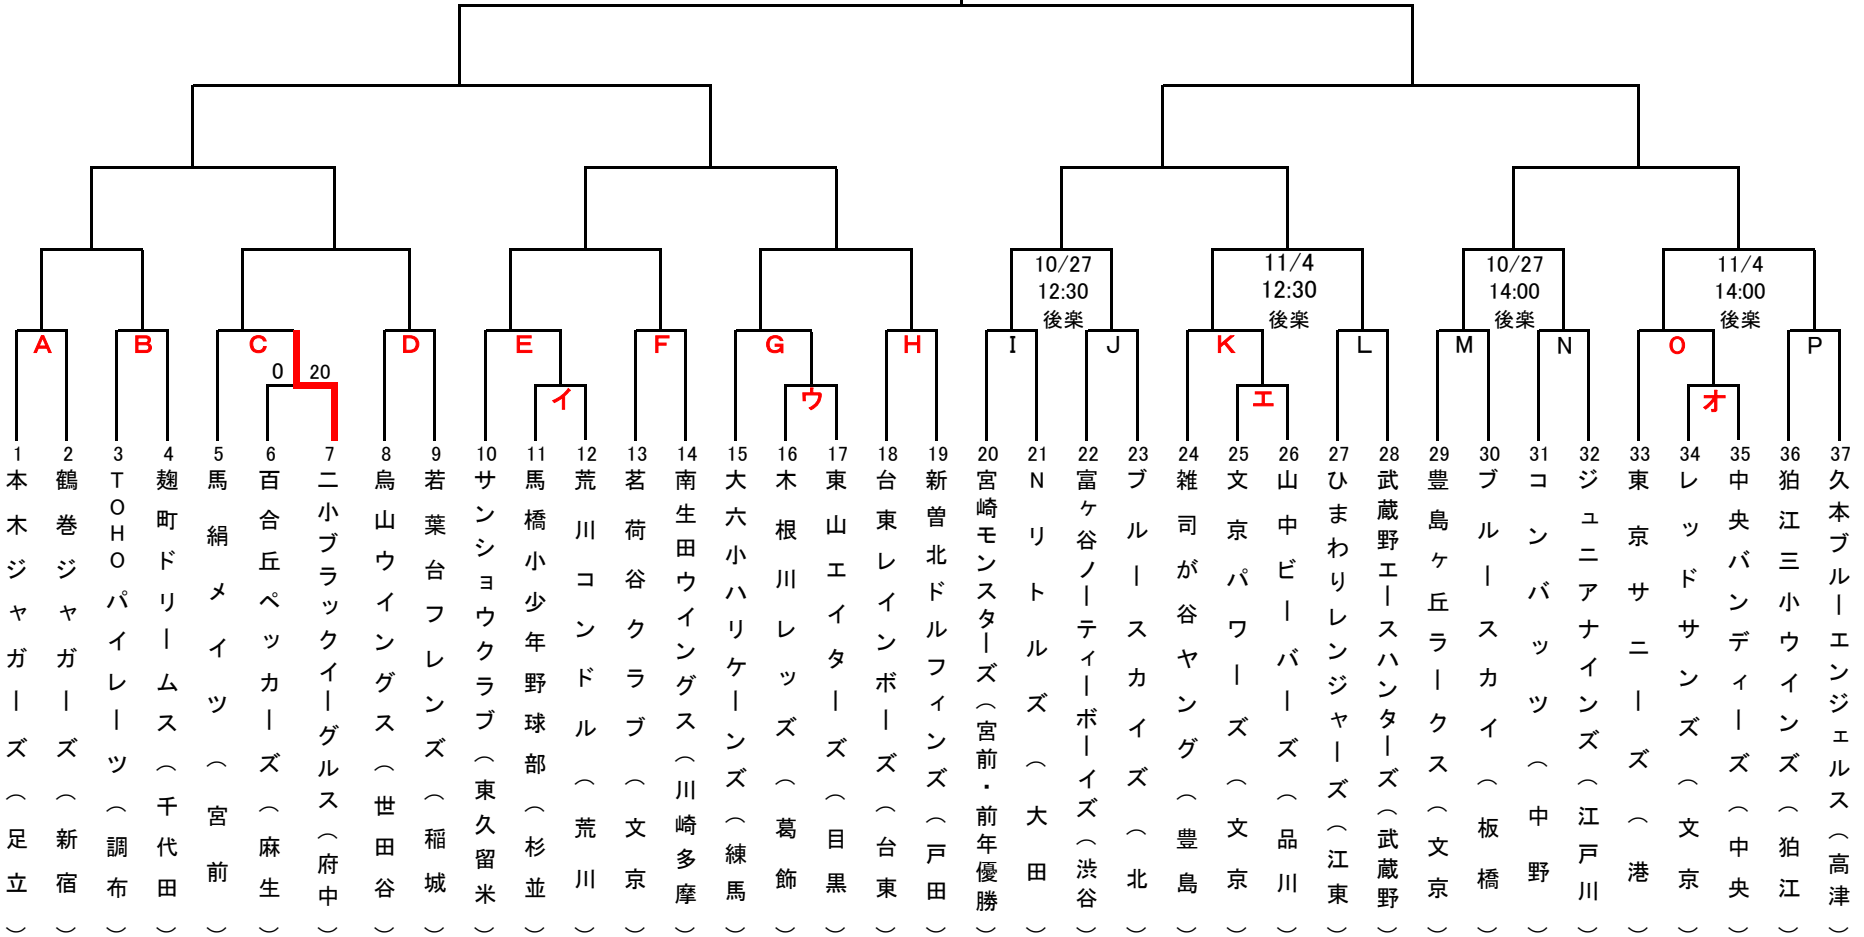 10/27
12:30
後楽
11/4
12:30
後楽
10/27
14:00
後楽
11/4
14:00
後楽
A
B
C
D
E
F
G
H
I
J
K
L
M
N
O
P
0 20
イ
ウ
エ
オ
1 本木ジャガーズ(足立)
2 鶴巻ジャガーズ(新宿)
3 TOHOパイレーツ(調布)
4 麹町ドリームス(千代田)
5 馬絹メイツ(宮前)
6 百合丘ペッカーズ(麻生)
7 二小ブラックイーグルス(府中)
8 烏山ウイングス(世田谷)
9 若葉台フレンズ(稲城)
10 サンショウクラブ(東久留米)
11 馬橋小少年野球部(杉並)
12 荒川コンドル(荒川)
13 茗荷谷クラブ(文京)
14 南生田ウイングス(川崎多摩)
15 大六小ハリケーンズ(練馬)
16 木根川レッズ(葛飾)
17 東山エイターズ(目黒)
18 台東レインボーズ(台東)
19 新曽北ドルフィンズ(戸田)
20 宮崎モンスターズ(宮前・前年優勝)
21 Nリトルズ(大田)
22 富ヶ谷ノーティーボーイズ(渋谷)
23 ブルースカイズ(北)
24 雑司が谷ヤング(豊島)
25 文京パワーズ(文京)
26 山中ビーバーズ(品川)
27 ひまわりレンジャーズ(江東)
28 武蔵野エースハンターズ(武蔵野)
29 豊島ヶ丘ラークス(文京)
30 ブルースカイ(板橋)
31 コンバッツ(中野)
32 ジュニアナインズ(江戸川)
33 東京サニーズ(港)
34 レッドサンズ(文京)
35 中央バンディーズ(中央)
36 狛江三小ウインズ(狛江)
37 久本ブルーエンジェルス(高津)